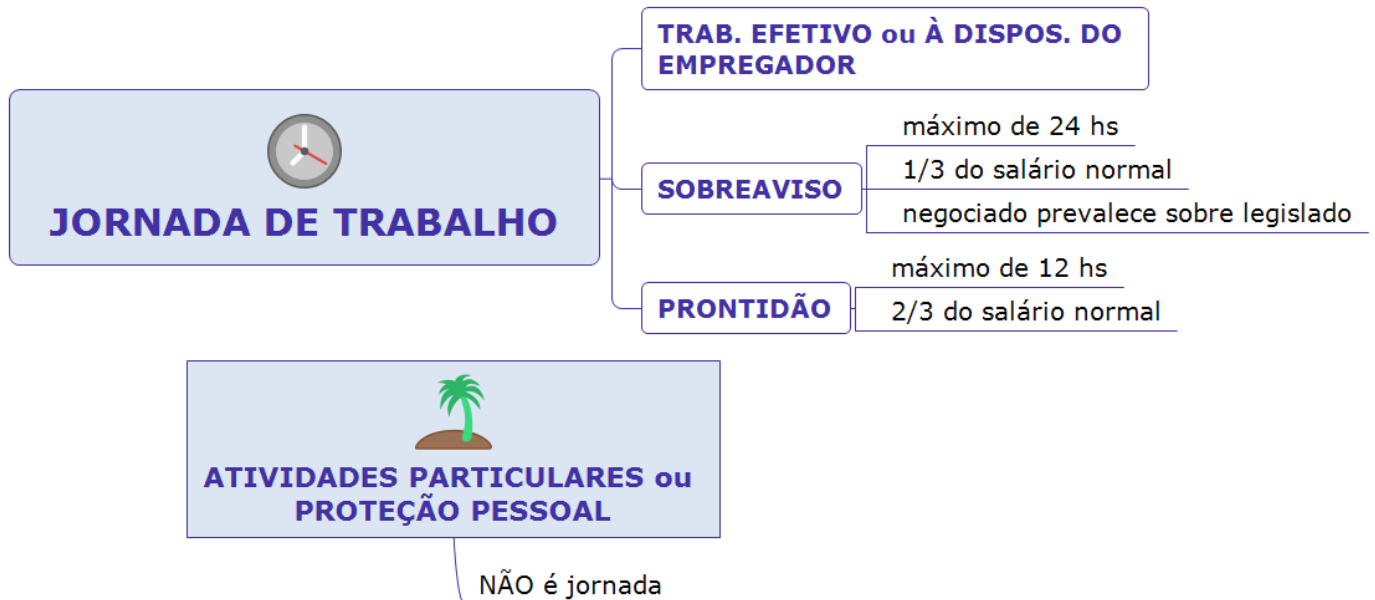 JORNADA DE TRABALHO
TRAB. EFETIVO ou À DISPOS. DO
EMPREGADOR
SOBREAVISO
máximo de 24 hs
1/3 do salário normal
negociado prevalece sobre legislado
PRONTIDÃO
máximo de 12 hs
2/3 do salário normal
ATIVIDADES PARTICULARES ou
PROTEÇÃO PESSOAL
NÃO é jornada